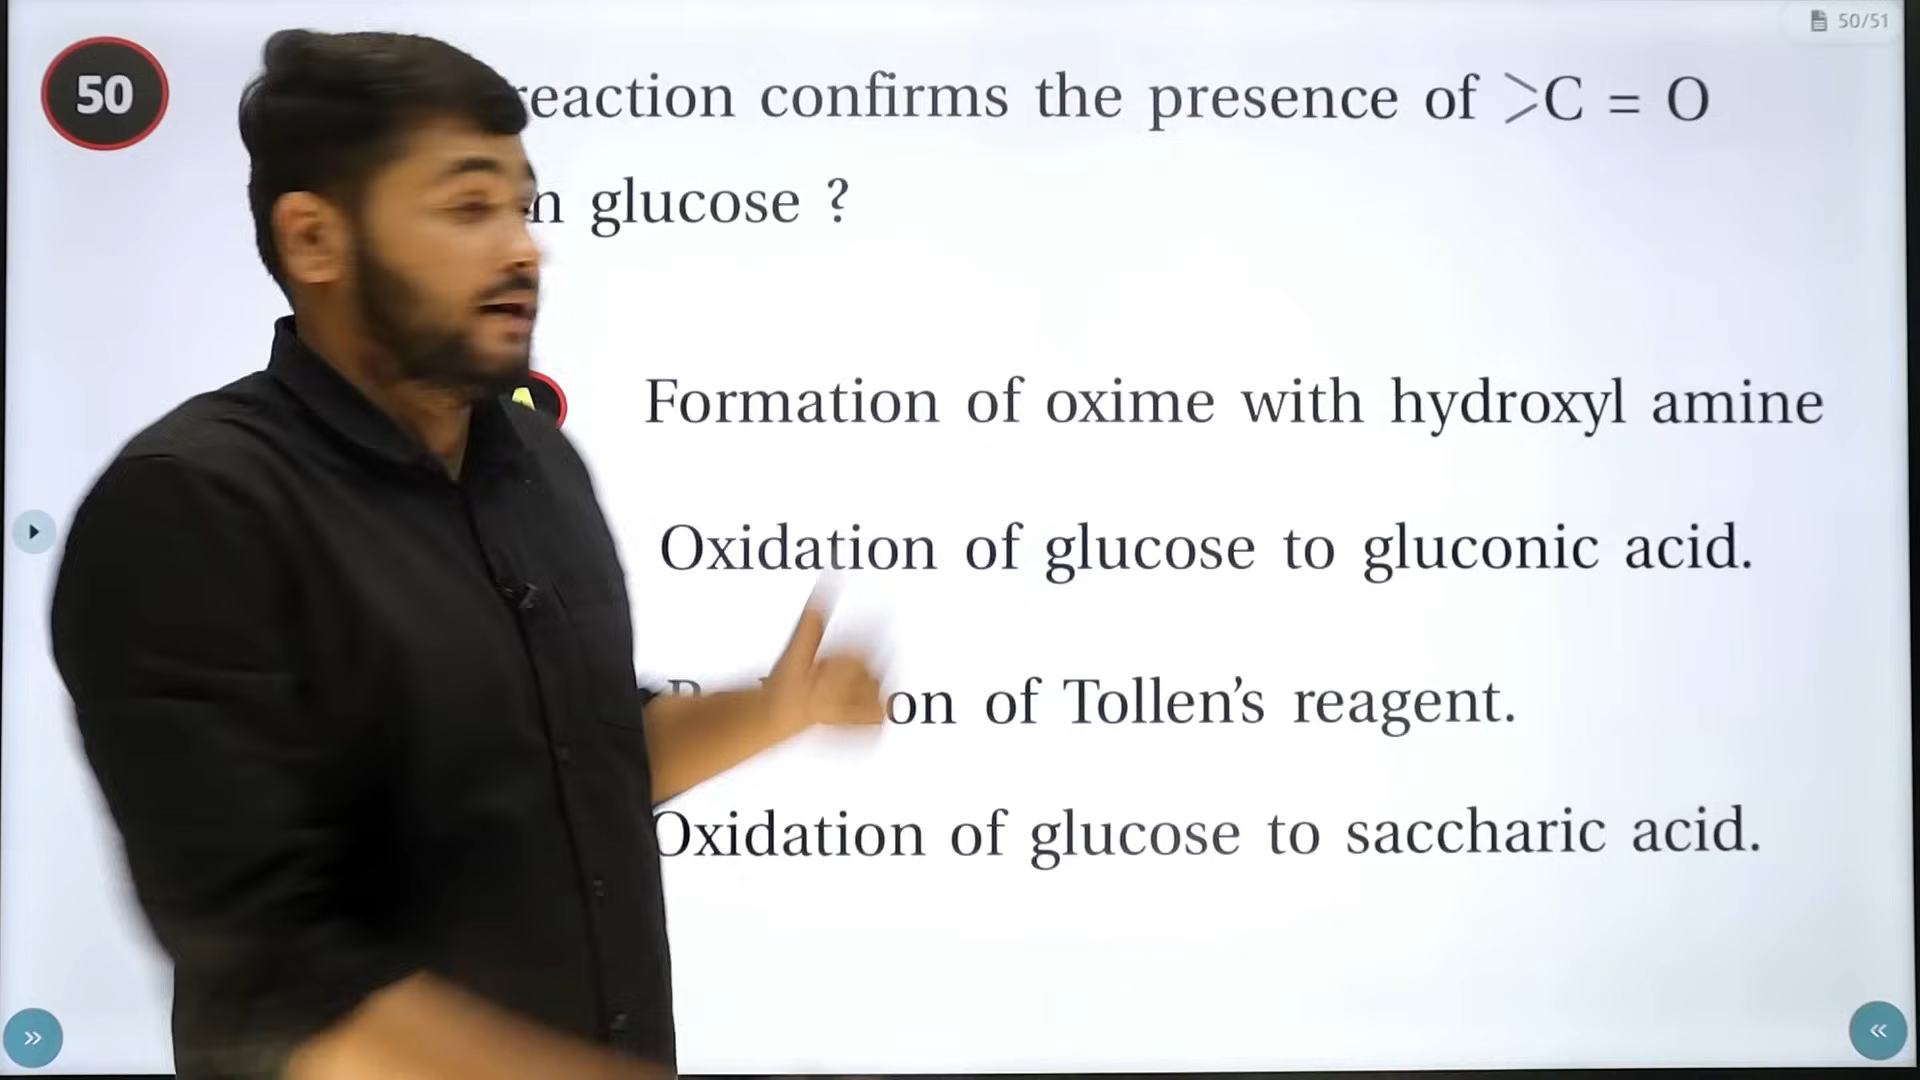 50/51
50 reaction confirms the presence of >C = O
glucose ?
A Formation of oxime with hydroxyl amine
Oxidation of glucose to gluconic acid.
of Tollen's reagent.
Oxidation of glucose to saccharic acid.